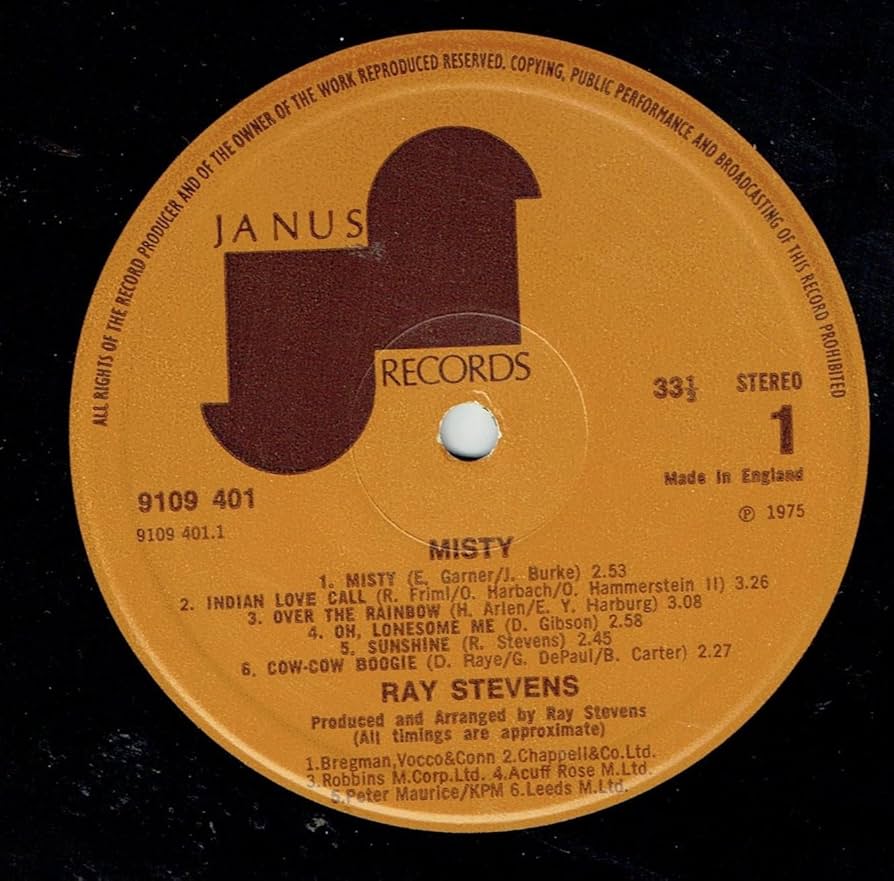 ALL RIGHTS OF THE RECORD PRODUCER AND OF THE OWNER OF THE WORK REPRODUCED RESERVED. COPYING, PUBLIC PERFORMANCE AND BROADCASTING OF THIS RECORD PROHIBITED
JANUS
RECORDS
33⅓ STEREO
1
Made in England
℗ 1975
9109 401
9109 401.1
MISTY
1. MISTY (E. Garner/J. Burke) 2.53
2. INDIAN LOVE CALL (R. Friml/O. Harbach/O. Hammerstein II) 3.26
3. OVER THE RAINBOW (H. Arlen/E. Y. Harburg) 3.08
4. OH, LONESOME ME (D. Gibson) 2.58
5. SUNSHINE (R. Stevens) 2.45
6. COW-COW BOOGIE (D. Raye/G. DePaul/B. Carter) 2.27
RAY STEVENS
Produced and Arranged by Ray Stevens
(All timings are approximate)
1.Bregman,Vocco&Conn 2.Chappell&Co.Ltd.
3.Robbins M.Corp.Ltd. 4.Acuff Rose M.Ltd.
5.Peter Maurice/KPM 6.Leeds M.Ltd.